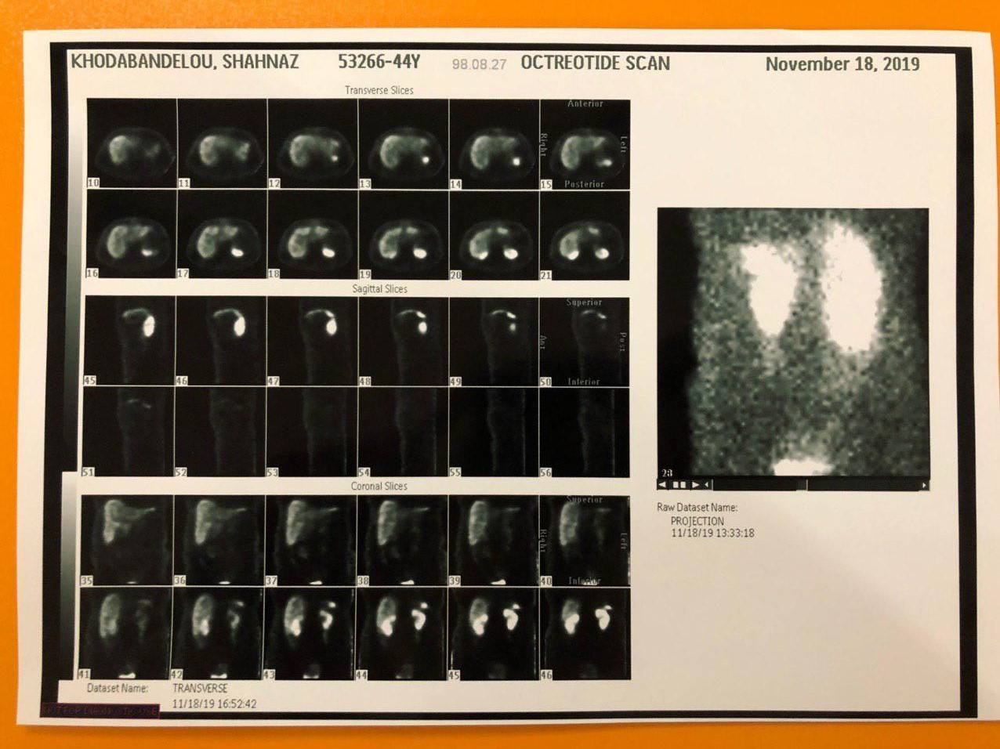 KHODABANDELOU, SHAHNAZ 53266-44Y 98.08.27 OCTREOTIDE SCAN November 18, 2019
Transverse Slices
Anterior
Right Left
10 11 12 13 14 15 Posterior
16 17 18 19 20 21
Sagittal Slices
Superior
Ant Post
45 46 47 48 49 50 Inferior
51 52 53 54 55 56
28
Coronal Slices
Superior
Right Left
35 36 37 38 39 40 Inferior
41 42 43 44 45 46
Raw Dataset Name:
PROJECTION
11/18/19 13:33:18
Dataset Name: TRANSVERSE
11/18/19 16:52:42
NOT FOR DIAGNOSTIC USE